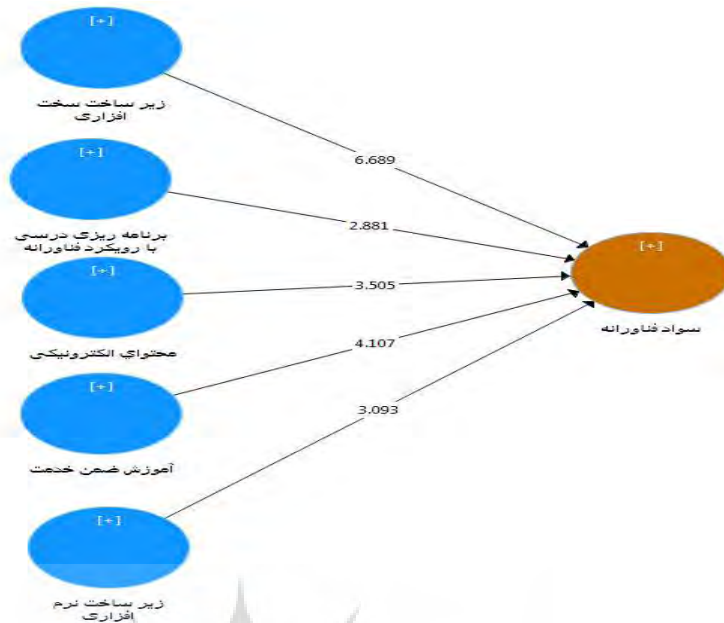 [+]
زیر ساخت سخت
افزاری
6.689
[+]
برنامه ریزی درسی
با رویکرد فناورانه
2.881
[+]
محتوای الکترونیکی
3.505
[+]
آموزش ضمن خدمت
4.107
[+]
زیر ساخت نرم
افزاری
3.093
[+]
سواد فناورانه